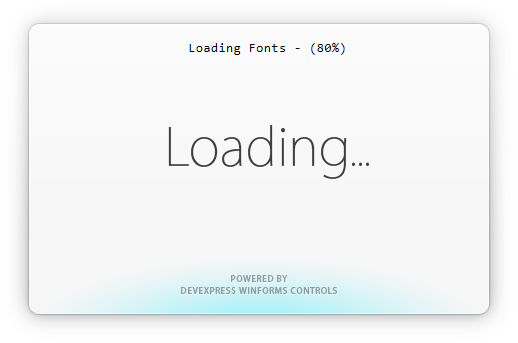 Loading Fonts - (80%)
Loading...
POWERED BY
DEVEXPRESS WINFORMS CONTROLS